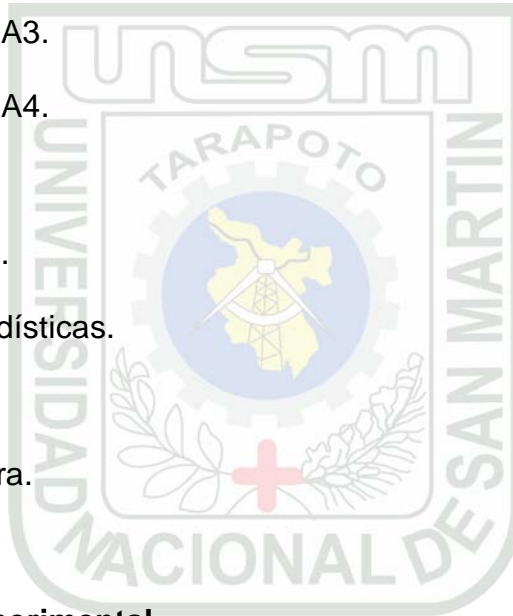 A3.
unsm
A4.
TARAPOTO
UNIVERSIDAD
NACIONAL DE
SAN MARTIN
.
dísticas.
ra.
perimental